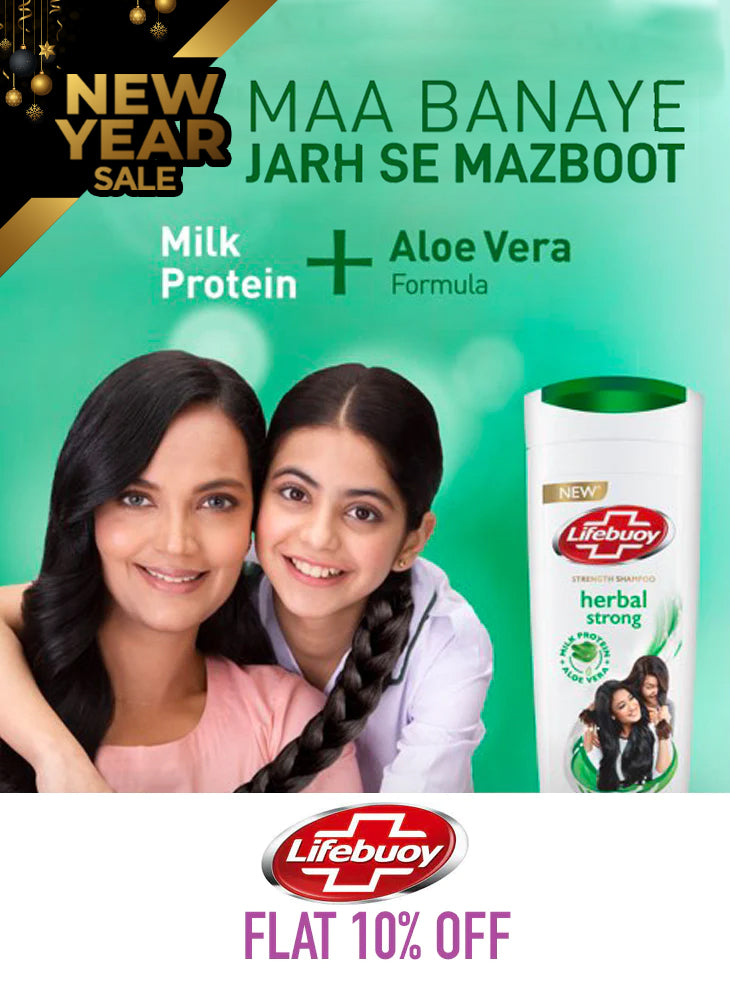 NEW
YEAR
SALE
MAA BANAYE
JARH SE MAZBOOT
Milk
Protein
+
Aloe Vera
Formula
NEW
Lifebuoy
STRENGTH SHAMPOO
herbal
strong
MILK PROTEIN
+ ALOE VERA
Lifebuoy
FLAT 10% OFF